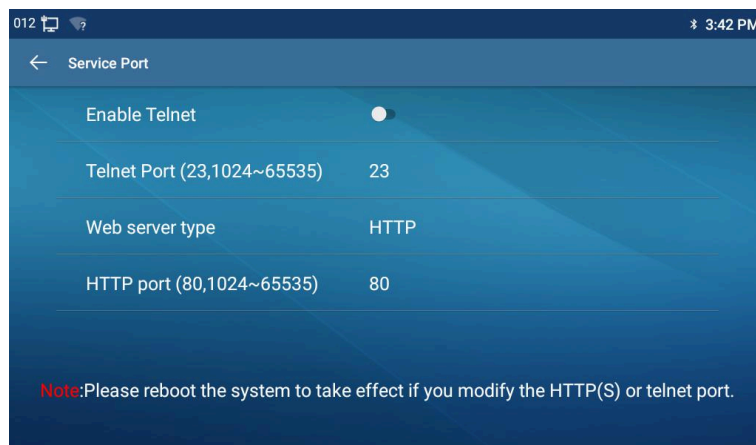 012 3:42 PM
Service Port
Enable Telnet
Telnet Port (23,1024~65535) 23
Web server type HTTP
HTTP port (80,1024~65535) 80
Note:Please reboot the system to take effect if you modify the HTTP(S) or telnet port.